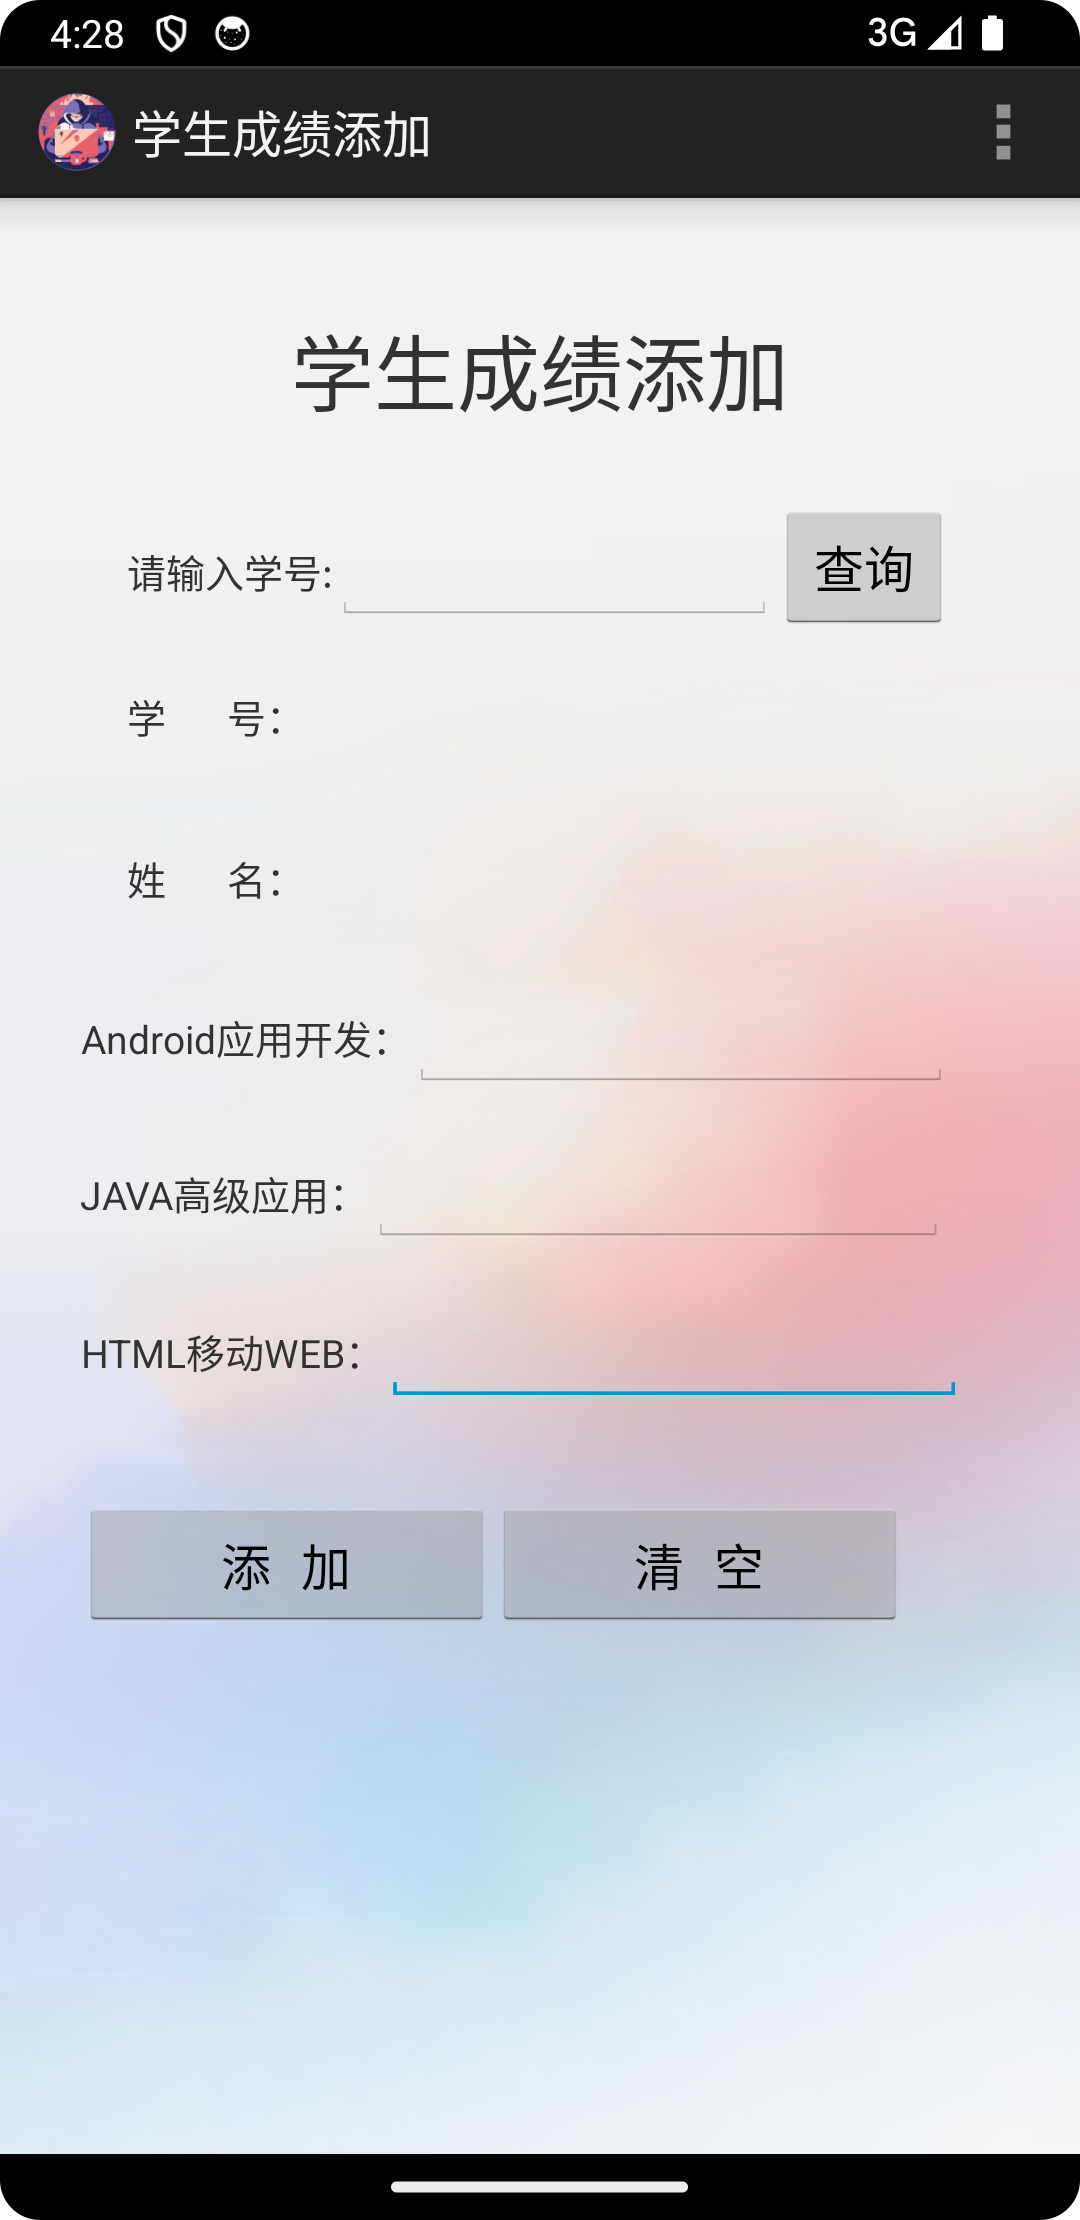 4:28 3G
学生成绩添加
学生成绩添加
请输入学号: 查询
学 号：
姓 名：
Android应用开发：
JAVA高级应用：
HTML移动WEB：
添 加 清 空